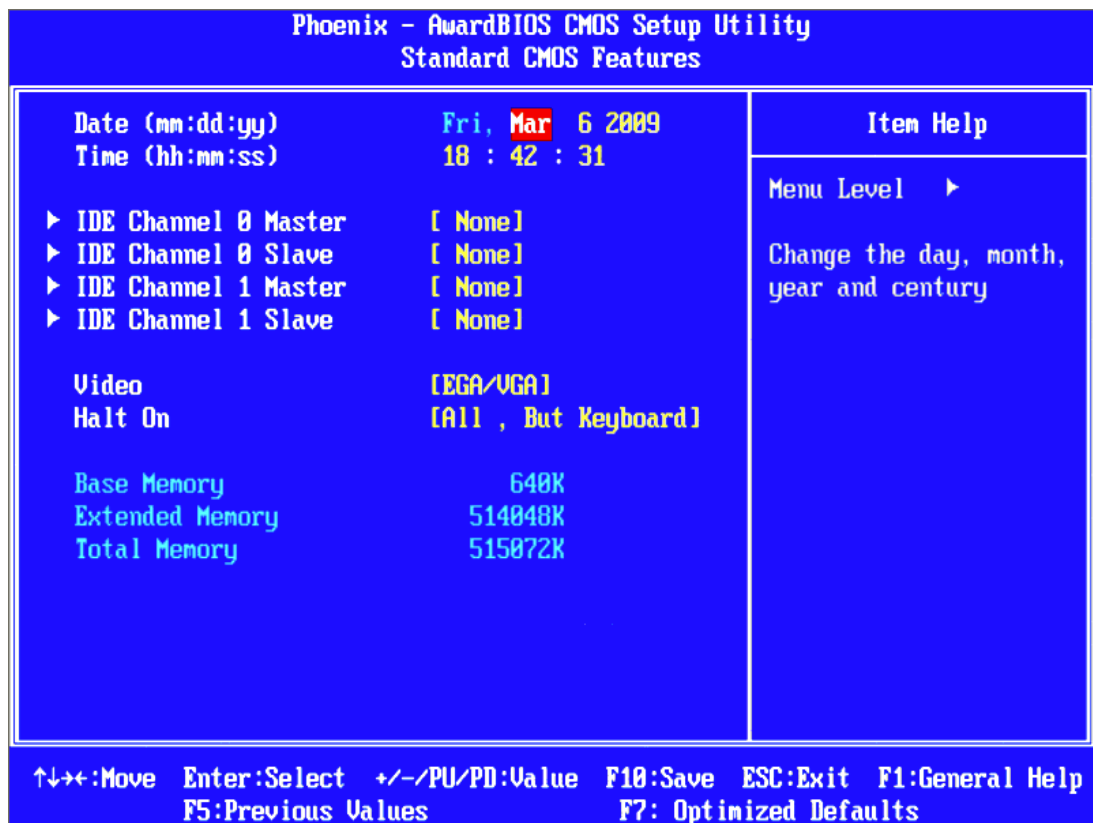 Phoenix - AwardBIOS CMOS Setup Utility
Standard CMOS Features
Date (mm:dd:yy) Fri, Mar 6 2009
Time (hh:mm:ss) 18 : 42 : 31
▶ IDE Channel 0 Master [ None]
▶ IDE Channel 0 Slave [ None]
▶ IDE Channel 1 Master [ None]
▶ IDE Channel 1 Slave [ None]
Video [EGA/VGA]
Halt On [All , But Keyboard]
Base Memory 640K
Extended Memory 514048K
Total Memory 515072K
Item Help
Menu Level ▶
Change the day, month,
year and century
↑↓→←:Move Enter:Select +/-/PU/PD:Value F10:Save ESC:Exit F1:General Help
F5:Previous Values F7: Optimized Defaults